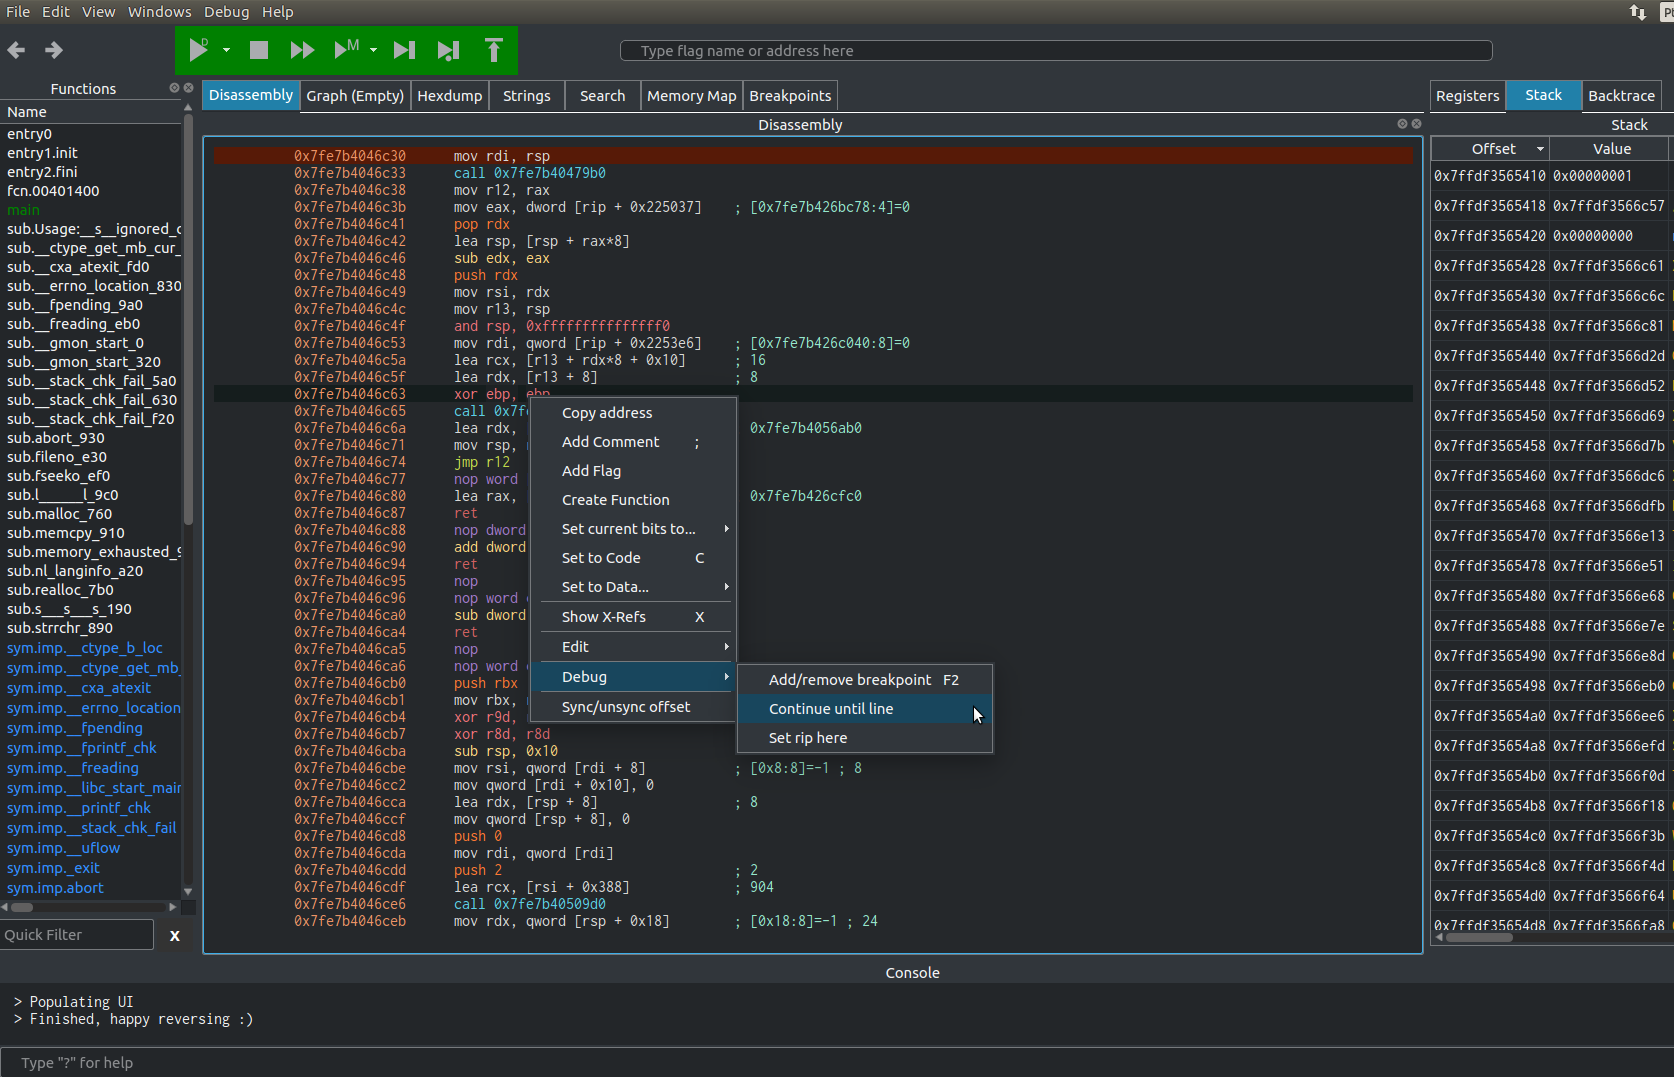 File Edit View Windows Debug Help
D M
Type flag name or address here
Functions
Name
entry0
entry1.init
entry2.fini
fcn.00401400
main
sub.Usage:__s__ignored_c
sub.__ctype_get_mb_cur_
sub.__cxa_atexit_fd0
sub.__errno_location_830
sub.__fpending_9a0
sub.__freading_eb0
sub.__gmon_start_0
sub.__gmon_start_320
sub.__stack_chk_fail_5a0
sub.__stack_chk_fail_630
sub.__stack_chk_fail_f20
sub.abort_930
sub.fileno_e30
sub.fseeko_ef0
sub.l______l_9c0
sub.malloc_760
sub.memcpy_910
sub.memory_exhausted_9
sub.nl_langinfo_a20
sub.realloc_7b0
sub.s___s___s_190
sub.strrchr_890
sym.imp.__ctype_b_loc
sym.imp.__ctype_get_mb_
sym.imp.__cxa_atexit
sym.imp.__errno_location
sym.imp.__fpending
sym.imp.__fprintf_chk
sym.imp.__freading
sym.imp.__libc_start_main
sym.imp.__printf_chk
sym.imp.__stack_chk_fail
sym.imp.__uflow
sym.imp._exit
sym.imp.abort
Quick Filter X
Disassembly Graph (Empty) Hexdump Strings Search Memory Map Breakpoints
Disassembly
0x7fe7b4046c30 mov rdi, rsp
0x7fe7b4046c33 call 0x7fe7b40479b0
0x7fe7b4046c38 mov r12, rax
0x7fe7b4046c3b mov eax, dword [rip + 0x225037] ; [0x7fe7b426bc78:4]=0
0x7fe7b4046c41 pop rdx
0x7fe7b4046c42 lea rsp, [rsp + rax*8]
0x7fe7b4046c46 sub edx, eax
0x7fe7b4046c48 push rdx
0x7fe7b4046c49 mov rsi, rdx
0x7fe7b4046c4c mov r13, rsp
0x7fe7b4046c4f and rsp, 0xfffffffffffffff0
0x7fe7b4046c53 mov rdi, qword [rip + 0x2253e6] ; [0x7fe7b426c040:8]=0
0x7fe7b4046c5a lea rcx, [r13 + rdx*8 + 0x10] ; 16
0x7fe7b4046c5f lea rdx, [r13 + 8] ; 8
0x7fe7b4046c63 xor ebp, ebp
0x7fe7b4046c65 call 0x7f
0x7fe7b4046c6a lea rdx, 0x7fe7b4056ab0
0x7fe7b4046c71 mov rsp,
0x7fe7b4046c74 jmp r12
0x7fe7b4046c77 nop word
0x7fe7b4046c80 lea rax, 0x7fe7b426cfc0
0x7fe7b4046c87 ret
0x7fe7b4046c88 nop dword
0x7fe7b4046c90 add dword
0x7fe7b4046c94 ret
0x7fe7b4046c95 nop
0x7fe7b4046c96 nop word
0x7fe7b4046ca0 sub dword
0x7fe7b4046ca4 ret
0x7fe7b4046ca5 nop
0x7fe7b4046ca6 nop word
0x7fe7b4046cb0 push rbx
0x7fe7b4046cb1 mov rbx,
0x7fe7b4046cb4 xor r9d,
0x7fe7b4046cb7 xor r8d, r8d
0x7fe7b4046cba sub rsp, 0x10
0x7fe7b4046cbe mov rsi, qword [rdi + 8] ; [0x8:8]=-1 ; 8
0x7fe7b4046cc2 mov qword [rdi + 0x10], 0
0x7fe7b4046cca lea rdx, [rsp + 8] ; 8
0x7fe7b4046ccf mov qword [rsp + 8], 0
0x7fe7b4046cd8 push 0
0x7fe7b4046cda mov rdi, qword [rdi]
0x7fe7b4046cdd push 2 ; 2
0x7fe7b4046cdf lea rcx, [rsi + 0x388] ; 904
0x7fe7b4046ce6 call 0x7fe7b40509d0
0x7fe7b4046ceb mov rdx, qword [rsp + 0x18] ; [0x18:8]=-1 ; 24
Copy address
Add Comment ;
Add Flag
Create Function
Set current bits to...
Set to Code C
Set to Data...
Show X-Refs X
Edit
Debug
Sync/unsync offset
Add/remove breakpoint F2
Continue until line
Set rip here
Registers Stack Backtrace
Stack
Offset Value
0x7ffdf3565410 0x00000001
0x7ffdf3565418 0x7ffdf3566c57
0x7ffdf3565420 0x00000000
0x7ffdf3565428 0x7ffdf3566c61
0x7ffdf3565430 0x7ffdf3566c6c
0x7ffdf3565438 0x7ffdf3566c81
0x7ffdf3565440 0x7ffdf3566d2d
0x7ffdf3565448 0x7ffdf3566d52
0x7ffdf3565450 0x7ffdf3566d69
0x7ffdf3565458 0x7ffdf3566d7b
0x7ffdf3565460 0x7ffdf3566dc6
0x7ffdf3565468 0x7ffdf3566dfb
0x7ffdf3565470 0x7ffdf3566e13
0x7ffdf3565478 0x7ffdf3566e51
0x7ffdf3565480 0x7ffdf3566e68
0x7ffdf3565488 0x7ffdf3566e7e
0x7ffdf3565490 0x7ffdf3566e8d
0x7ffdf3565498 0x7ffdf3566eb0
0x7ffdf35654a0 0x7ffdf3566ee6
0x7ffdf35654a8 0x7ffdf3566efd
0x7ffdf35654b0 0x7ffdf3566f0d
0x7ffdf35654b8 0x7ffdf3566f18
0x7ffdf35654c0 0x7ffdf3566f3b
0x7ffdf35654c8 0x7ffdf3566f4d
0x7ffdf35654d0 0x7ffdf3566f64
0x7ffdf35654d8 0x7ffdf3566fa8
Console
> Populating UI
> Finished, happy reversing :)
Type "?" for help